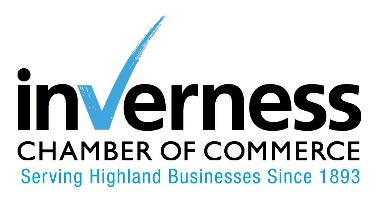 inverness
CHAMBER OF COMMERCE
Serving Highland Businesses Since 1893